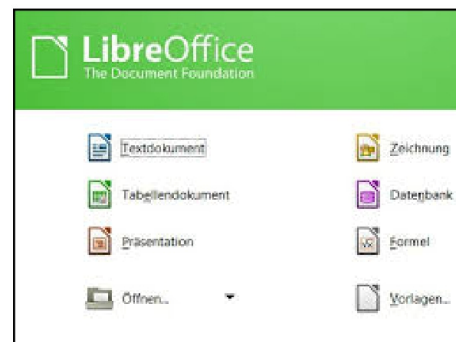 LibreOffice
The Document Foundation
Textdokument
Zeichnung
Tabellendokument
Datenbank
Präsentation
Formel
Öffnen...
Vorlagen...